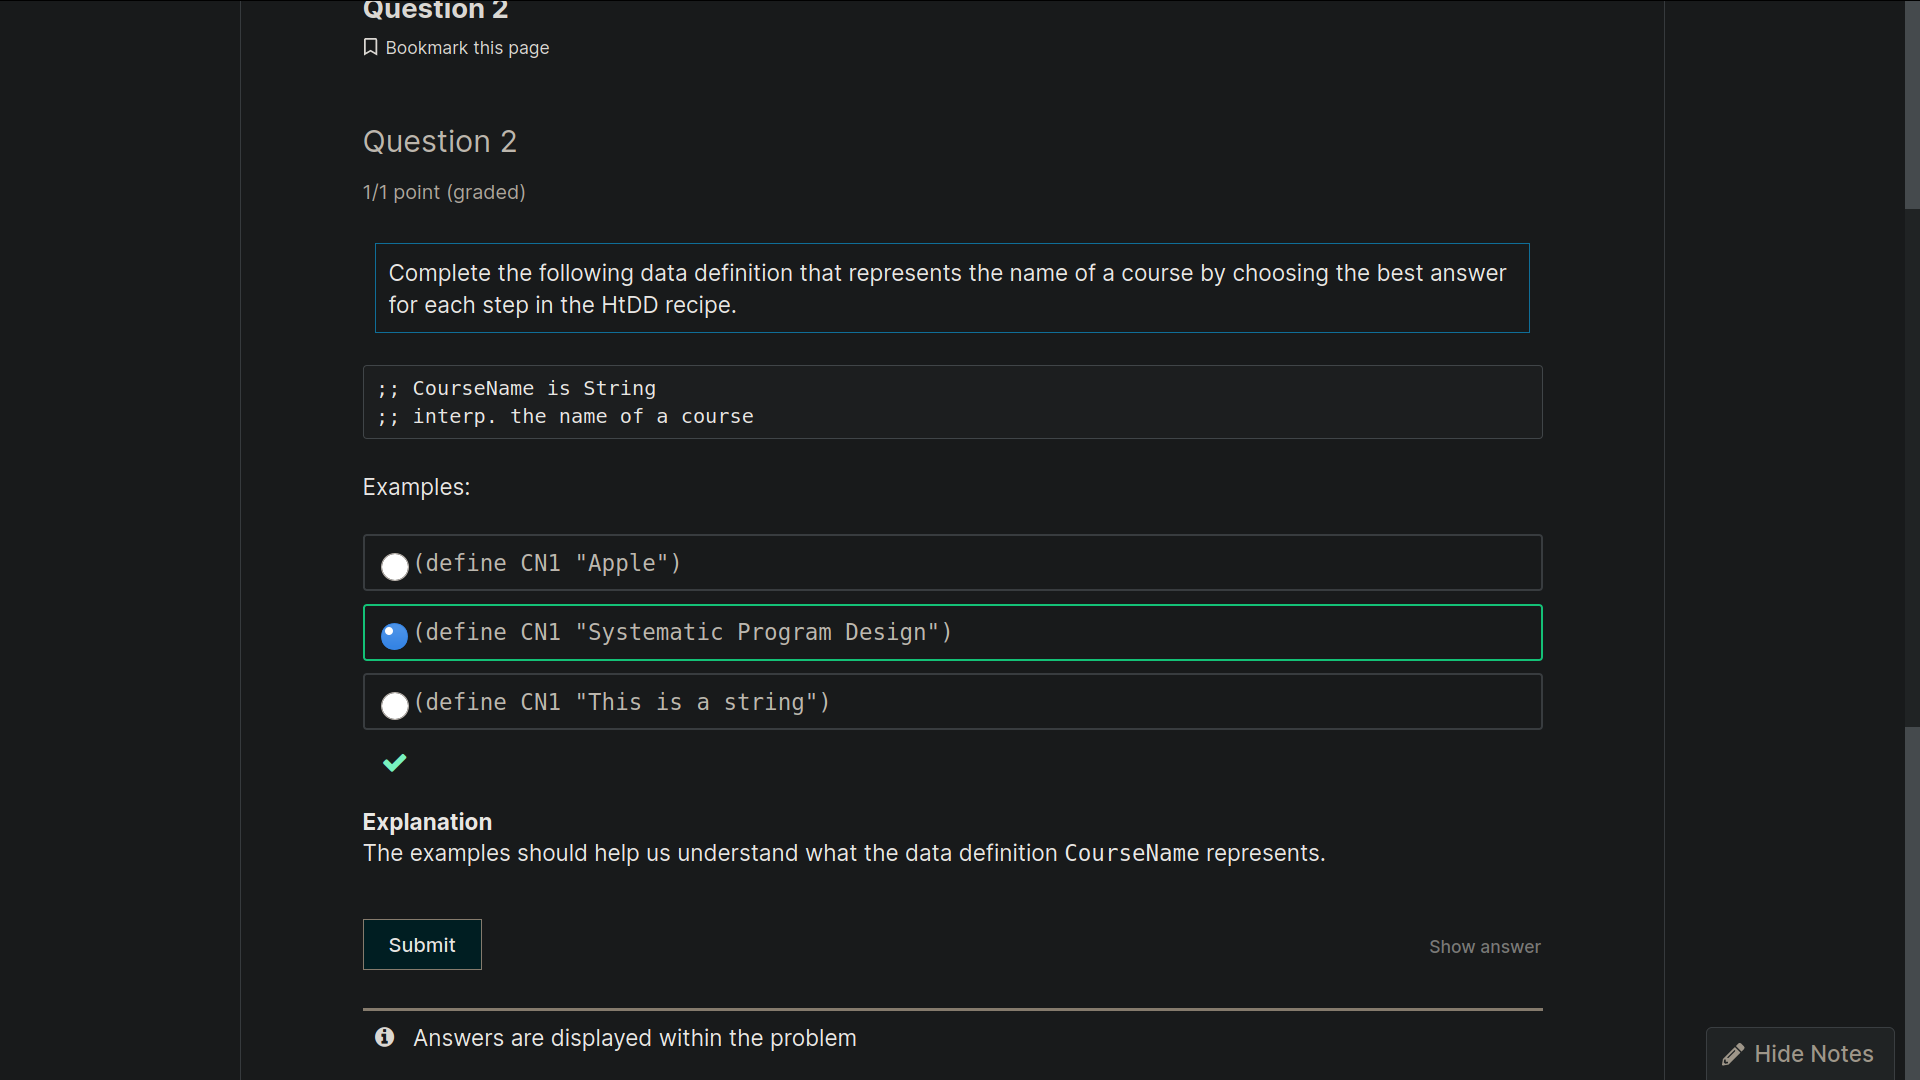 Question 2
Bookmark this page
Question 2
1/1 point (graded)
Complete the following data definition that represents the name of a course by choosing the best answer
for each step in the HtDD recipe.
;; CourseName is String
;; interp. the name of a course
Examples:
(define CN1 "Apple")
(define CN1 "Systematic Program Design")
(define CN1 "This is a string")
Explanation
The examples should help us understand what the data definition CourseName represents.
Submit
Show answer
Answers are displayed within the problem
Hide Notes